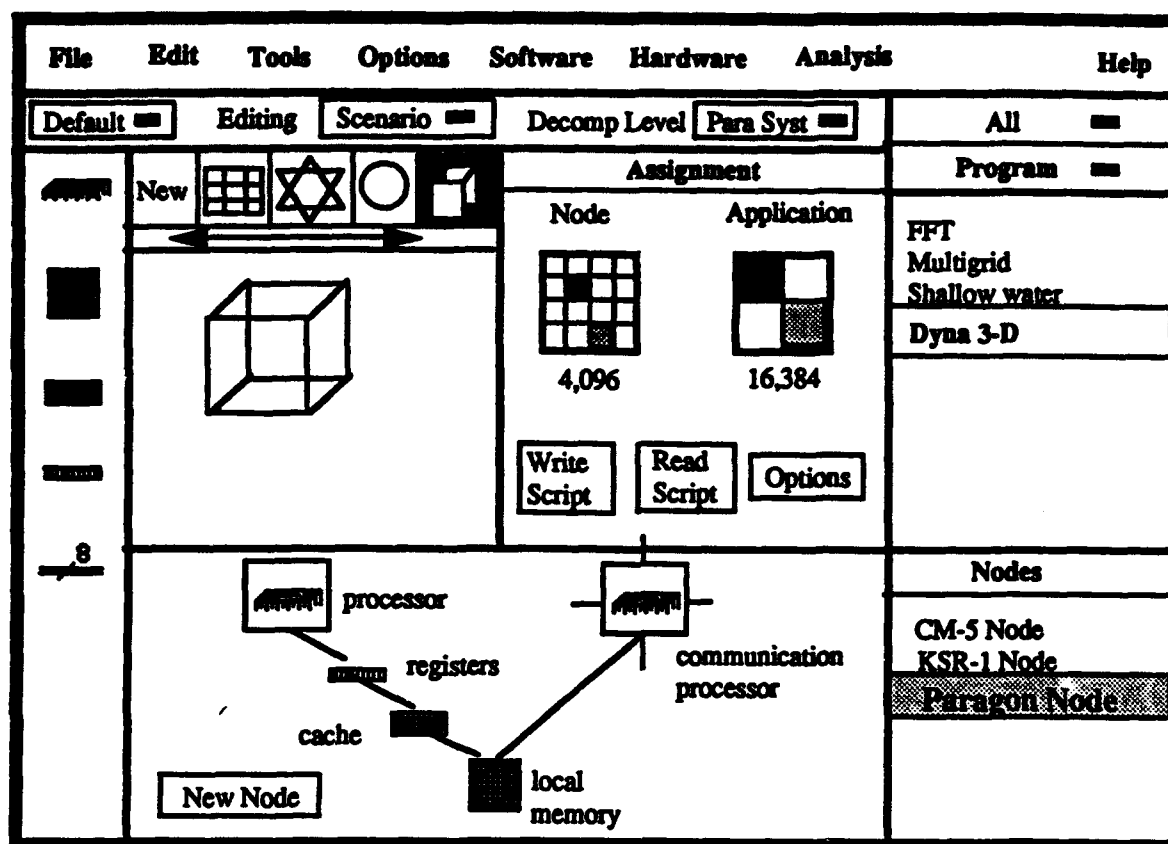 File Edit Tools Options Software Hardware Analysis Help
Default Editing Scenario Decomp Level Para Syst All
New
Assignment
Program
Node Application
FFT
Multigrid
Shallow water
Dyna 3-D
4,096 16,384
Write
Script
Read
Script
Options
8
processor
registers
cache
local
memory
communication
processor
New Node
Nodes
CM-5 Node
KSR-1 Node
Paragon Node